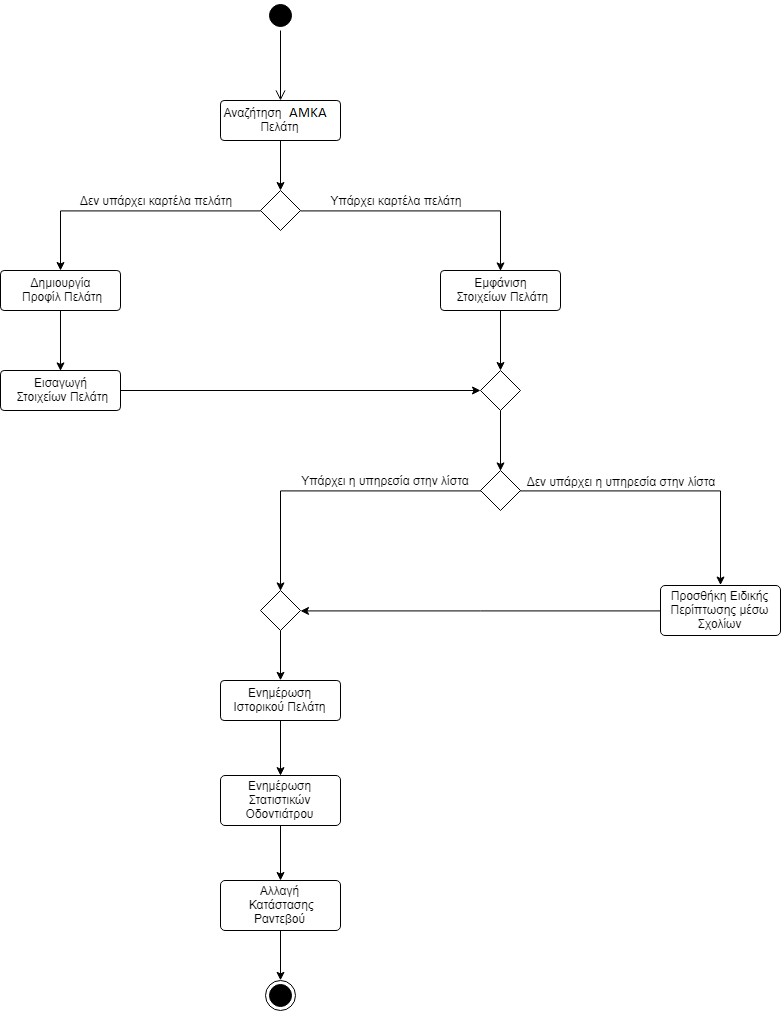 Αναζήτηση ΑΜΚΑ
Πελάτη
Δεν υπάρχει καρτέλα πελάτη
Υπάρχει καρτέλα πελάτη
Δημιουργία
Προφίλ Πελάτη
Εμφάνιση
Στοιχείων Πελάτη
Εισαγωγή
Στοιχείων Πελάτη
Υπάρχει η υπηρεσία στην λίστα
Δεν υπάρχει η υπηρεσία στην λίστα
Προσθήκη Ειδικής
Περίπτωσης μέσω
Σχολίων
Ενημέρωση
Ιστορικού Πελάτη
Ενημέρωση
Στατιστικών
Οδοντιάτρου
Αλλαγή
Κατάστασης
Ραντεβού